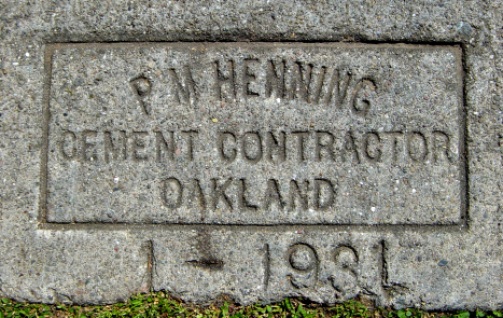 P M HENNING
CEMENT CONTRACTOR
OAKLAND
1 - 1931